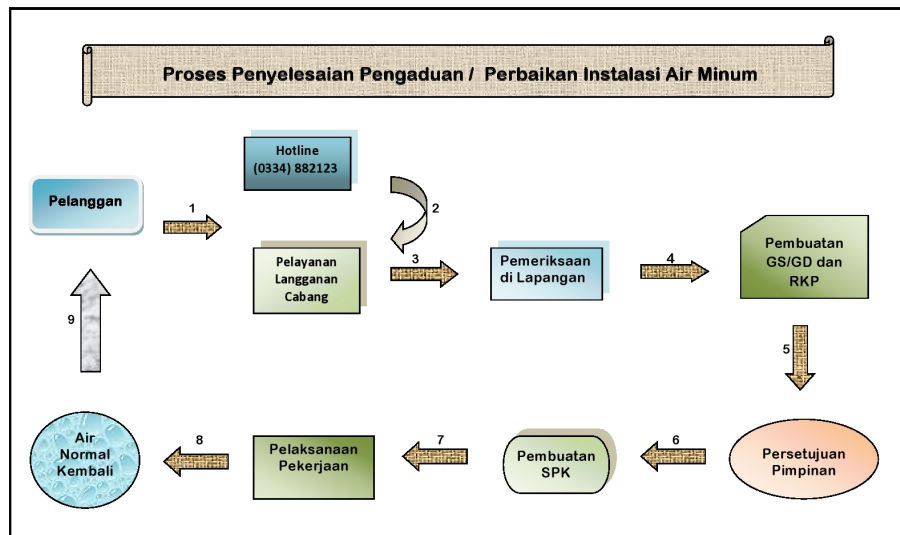 Proses Penyelesaian Pengaduan / Perbaikan Instalasi Air Minum
Hotline
(0334) 882123
Pelanggan
1
2
Pelayanan
Langganan
Cabang
3
Pemeriksaan
di Lapangan
4
Pembuatan
GS/GD dan
RKP
5
Persetujuan
Pimpinan
6
Pembuatan
SPK
7
Pelaksanaan
Pekerjaan
8
Air
Normal
Kembali
9